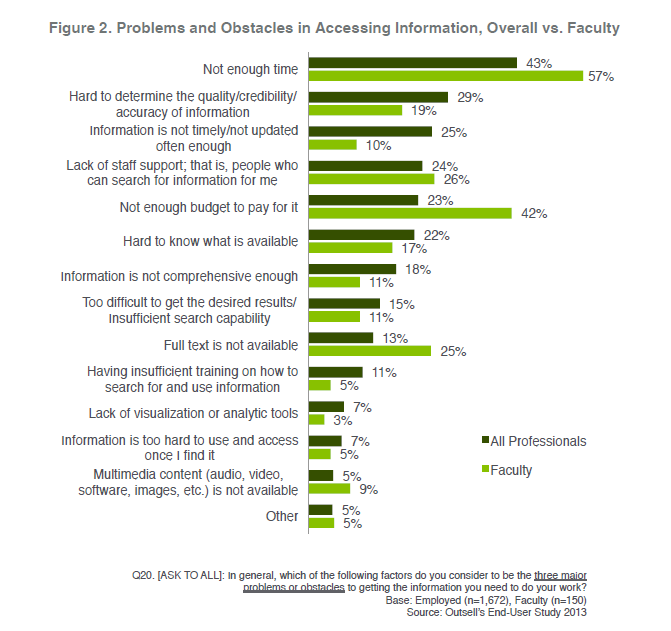 Figure 2. Problems and Obstacles in Accessing Information, Overall vs. Faculty
Not enough time
43%
57%
Hard to determine the quality/credibility/
accuracy of information
29%
19%
Information is not timely/not updated
often enough
25%
10%
Lack of staff support; that is, people who
can search for information for me
24%
26%
Not enough budget to pay for it
23%
42%
Hard to know what is available
22%
17%
Information is not comprehensive enough
18%
11%
Too difficult to get the desired results/
Insufficient search capability
15%
11%
Full text is not available
13%
25%
Having insufficient training on how to
search for and use information
11%
5%
Lack of visualization or analytic tools
7%
3%
Information is too hard to use and access
once I find it
7%
5%
Multimedia content (audio, video,
software, images, etc.) is not available
5%
9%
Other
5%
5%
All Professionals
Faculty
Q20. [ASK TO ALL]: In general, which of the following factors do you consider to be the three major
problems or obstacles to getting the information you need to do your work?
Base: Employed (n=1,672), Faculty (n=150)
Source: Outsell's End-User Study 2013